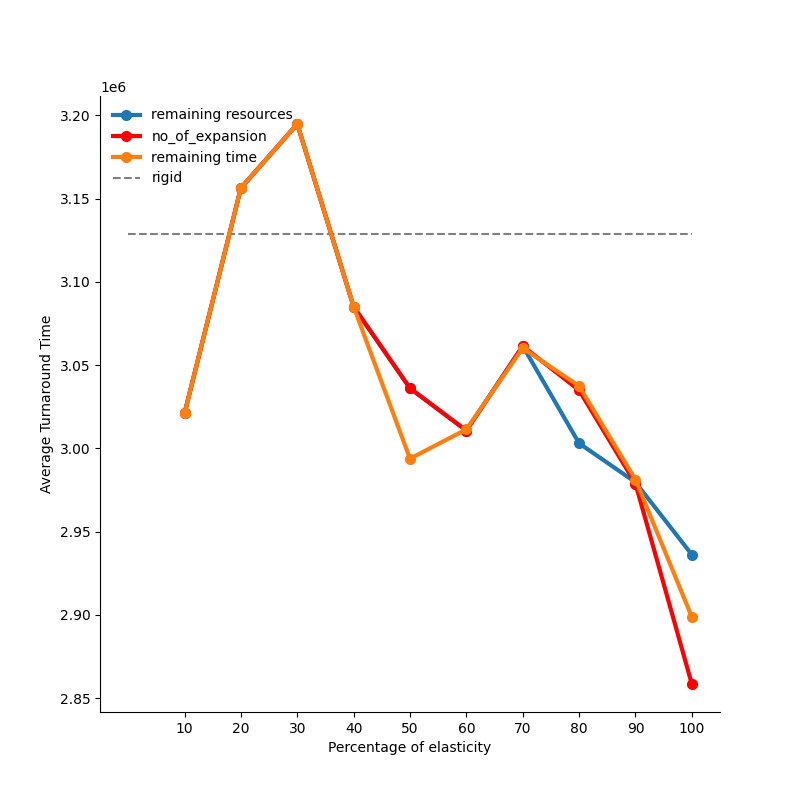 1e6
3.20
3.15
3.10
3.05
3.00
2.95
2.90
2.85
Average Turnaround Time
remaining resources
no_of_expansion
remaining time
rigid
10 20 30 40 50 60 70 80 90 100
Percentage of elasticity